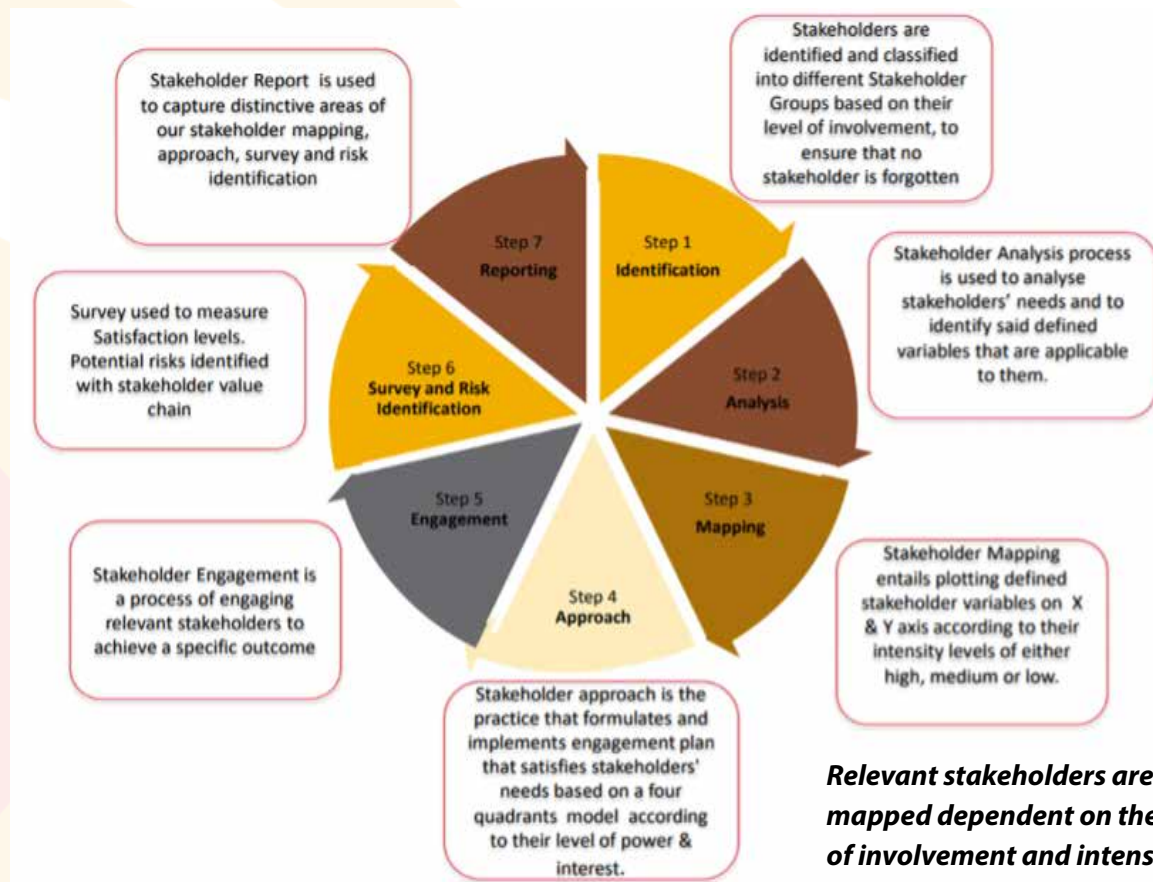 Stakeholders are
identified and classified
into different Stakeholder
Groups based on their
level of involvement, to
ensure that no
stakeholder is forgotten
Stakeholder Report is used
to capture distinctive areas of
our stakeholder mapping,
approach, survey and risk
identification
Step 7
Reporting
Step 1
Identification
Stakeholder Analysis process
is used to analyse
stakeholders' needs and to
identify said defined
variables that are applicable
to them.
Survey used to measure
Satisfaction levels.
Potential risks identified
with stakeholder value
chain
Step 6
Survey and Risk
Identification
Step 2
Analysis
Step 5
Engagement
Step 3
Mapping
Stakeholder Engagement is
a process of engaging
relevant stakeholders to
achieve a specific outcome
Step 4
Approach
Stakeholder Mapping
entails plotting defined
stakeholder variables on X
& Y axis according to their
intensity levels of either
high, medium or low.
Stakeholder approach is the
practice that formulates and
implements engagement plan
that satisfies stakeholders'
needs based on a four
quadrants model according
to their level of power &
interest.
Relevant stakeholders are
mapped dependent on the
of involvement and